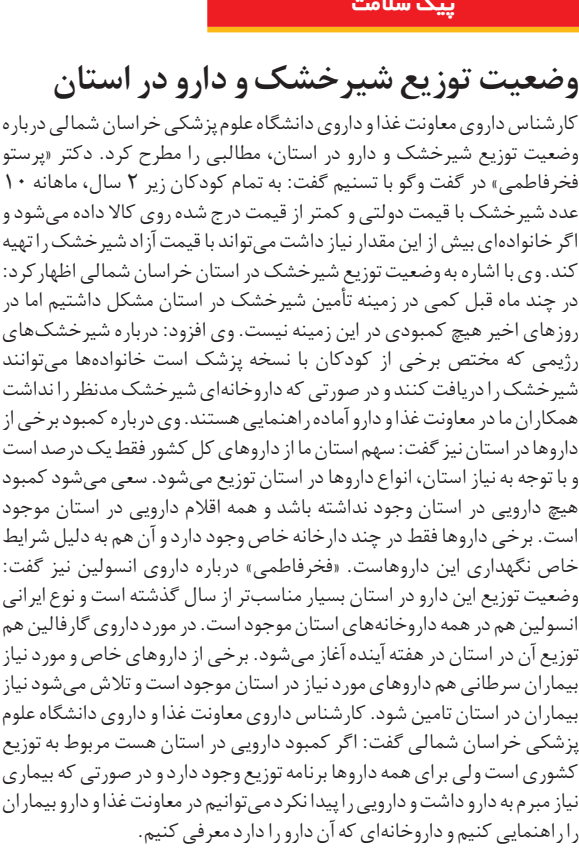 پیک سلامت
وضعیت توزیع شیرخشک و دارو در استان
کارشناس داروی معاونت غذا و داروی دانشگاه علوم پزشکی خراسان شمالی درباره
وضعیت توزیع شیرخشک و دارو در استان، مطالبی را مطرح کرد. دکتر «پرستو
فخرفاطمی» در گفت وگو با تسنیم گفت: به تمام کودکان زیر ۲ سال، ماهانه ۱۰
عدد شیرخشک با قیمت دولتی و کمتر از قیمت درج شده روی کالا داده می‌شود و
اگر خانواده‌ای بیش از این مقدار نیاز داشت می‌تواند با قیمت آزاد شیرخشک را تهیه
کند. وی با اشاره به وضعیت توزیع شیرخشک در استان خراسان شمالی اظهار کرد:
در چند ماه قبل کمی در زمینه تأمین شیرخشک در استان مشکل داشتیم اما در
روزهای اخیر هیچ کمبودی در این زمینه نیست. وی افزود: درباره شیرخشک‌های
رژیمی که مختص برخی از کودکان با نسخه پزشک است خانواده‌ها می‌توانند
شیرخشک را دریافت کنند و در صورتی که داروخانه‌ای شیرخشک مدنظر را نداشت
همکاران ما در معاونت غذا و دارو آماده راهنمایی هستند. وی درباره کمبود برخی از
داروها در استان نیز گفت: سهم استان ما از داروهای کل کشور فقط یک درصد است
و با توجه به نیاز استان، انواع داروها در استان توزیع می‌شود. سعی می‌شود کمبود
هیچ دارویی در استان وجود نداشته باشد و همه اقلام دارویی در استان موجود
است. برخی داروها فقط در چند دارخانه خاص وجود دارد و آن هم به دلیل شرایط
خاص نگهداری این داروهاست. «فخرفاطمی» درباره داروی انسولین نیز گفت:
وضعیت توزیع این دارو در استان بسیار مناسب‌تر از سال گذشته است و نوع ایرانی
انسولین هم در همه داروخانه‌های استان موجود است. در مورد داروی گارفالین هم
توزیع آن در استان در هفته آینده آغاز می‌شود. برخی از داروهای خاص و مورد نیاز
بیماران سرطانی هم داروهای مورد نیاز در استان موجود است و تلاش می‌شود نیاز
بیماران در استان تامین شود. کارشناس داروی معاونت غذا و داروی دانشگاه علوم
پزشکی خراسان شمالی گفت: اگر کمبود دارویی در استان هست مربوط به توزیع
کشوری است ولی برای همه داروها برنامه توزیع وجود دارد و در صورتی که بیماری
نیاز مبرم به دارو داشت و دارویی را پیدا نکرد می‌توانیم در معاونت غذا و دارو بیماران
را راهنمایی کنیم و داروخانه‌ای که آن دارو را دارد معرفی کنیم.